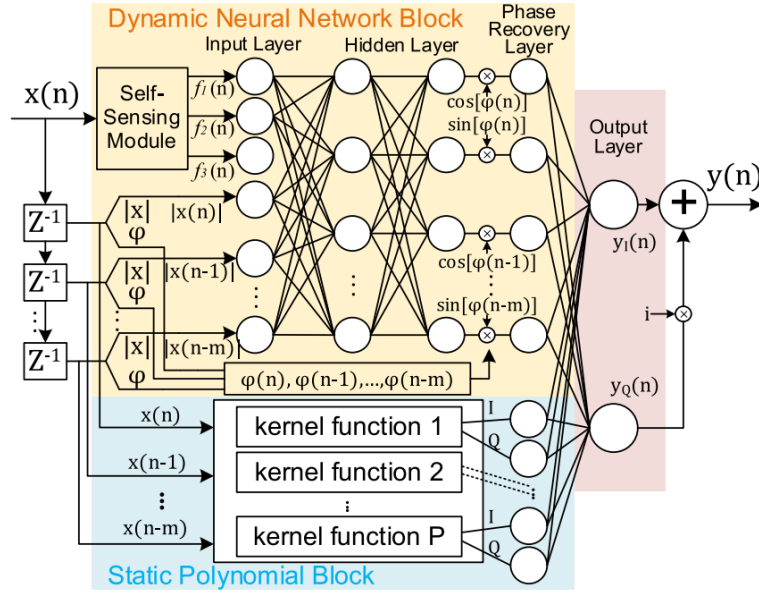 Dynamic Neural Network Block
Phase
Recovery
Layer
Input Layer
Hidden Layer
x(n)
Self-
Sensing
Module
f₁(n)
f₂(n)
f₃(n)
cos[φ(n)]
sin[φ(n)]
Output
Layer
y(n)
+
Z⁻¹
|x|
φ
|x(n)|
y_I(n)
Z⁻¹
|x|
φ
|x(n-1)|
cos[φ(n-1)]
sin[φ(n-m)]
i
Z⁻¹
|x|
φ
|x(n-m)|
φ(n), φ(n-1),...,φ(n-m)
y_Q(n)
x(n)
kernel function 1
I
Q
x(n-1)
kernel function 2
x(n-m)
kernel function P
I
Q
Static Polynomial Block